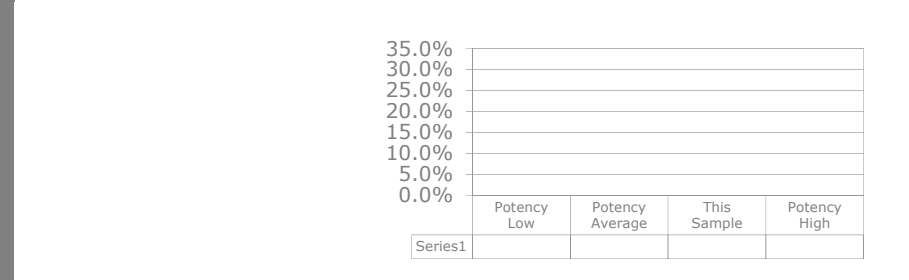 35.0%
30.0%
25.0%
20.0%
15.0%
10.0%
5.0%
0.0%
Potency Low
Potency Average
This Sample
Potency High
Series1